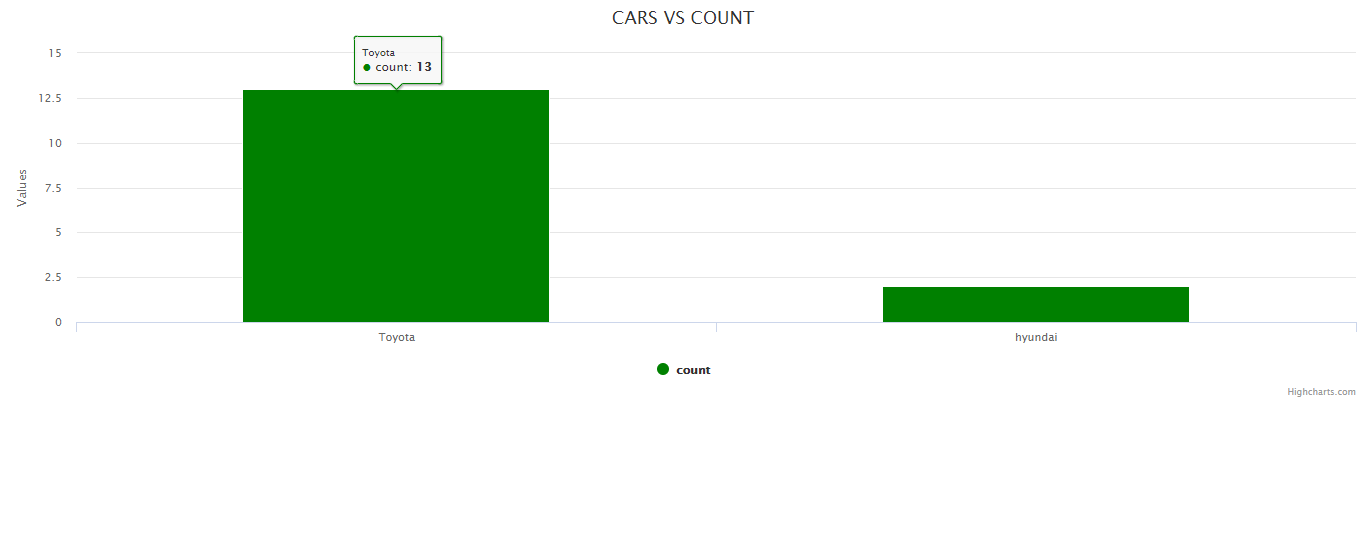 CARS VS COUNT
Toyota
● count: 13
15
12.5
10
7.5
5
2.5
0
Values
Toyota
hyundai
count
Highcharts.com